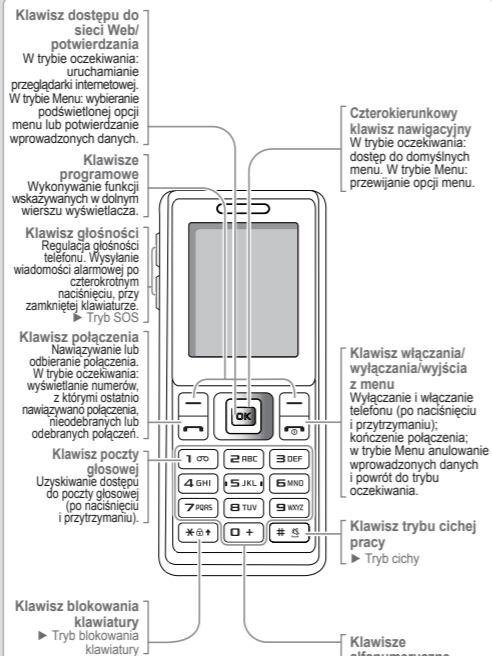 Klawisz dostępu do
sieci Web/
potwierdzania
W trybie oczekiwania:
uruchamianie
przeglądarki internetowej.
W trybie Menu: wybieranie
podświetlonej opcji
menu lub potwierdzanie
wprowadzonych danych.
Klawisze
programowe
Wykonywanie funkcji
wskazywanych w dolnym
wierszu wyświetlacza.
Klawisz głośności
Regulacja głośności
telefonu. Wysyłanie
wiadomości alarmowej po
czterokrotnym
naciśnięciu, przy
zamkniętej klawiaturze.
► Tryb SOS
Klawisz połączenia
Nawiązywanie lub
odbieranie połączenia.
W trybie oczekiwania:
wyświetlanie numerów,
z którymi ostatnio
nawiązywano połączenia,
nieodebranych lub
odebranych połączeń.
Klawisz poczty
głosowej
Uzyskiwanie dostępu
do poczty głosowej
(po naciśnięciu
i przytrzymaniu).
Klawisz blokowania
klawiatury
► Tryb blokowania
klawiatury
Czterokierunkowy
klawisz nawigacyjny
W trybie oczekiwania:
dostęp do domyślnych
menu. W trybie Menu:
przewijanie opcji menu.
Klawisz włączania/
wyłączania/wyjścia
z menu
Wyłączanie i włączanie
telefonu (po naciśnięciu
i przytrzymaniu);
kończenie połączenia;
w trybie Menu anulowanie
wprowadzonych danych
i powrót do trybu
oczekiwania.
Klawisz trybu cichej
pracy
► Tryb cichy
Klawisze
alfanumeryczne
OK
1 2 ABC 3 DEF
4 GHI 5 JKL 6 MNO
7 PQRS 8 TUV 9 WXYZ
* 0 + #